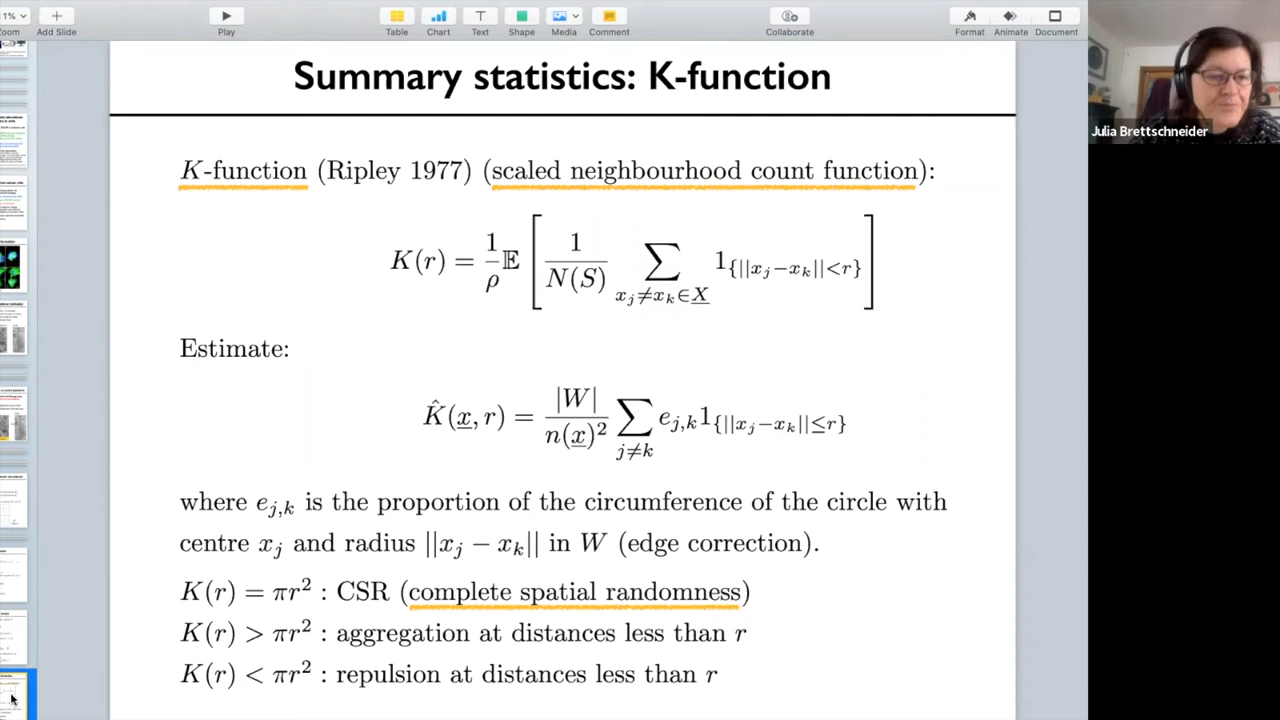 1%
Zoom
Add Slide
Play
Table
Chart
Text
Shape
Media
Comment
Collaborate
Format
Animate
Document
Julia Brettschneider
Summary statistics: K-function
K-function (Ripley 1977) (scaled neighbourhood count function):
K(r) = 1/ρ 𝔼 [ 1/N(S) ∑_{x_j≠x_k∈X} 1_{{||x_j−x_k||<r}} ]
Estimate:
K̂(x, r) = |W|/n(x)² ∑_{j≠k} e_{j,k}1_{{||x_j−x_k||≤r}}
where e_{j,k} is the proportion of the circumference of the circle with
centre x_j and radius ||x_j − x_k|| in W (edge correction).
K(r) = πr² : CSR (complete spatial randomness)
K(r) > πr² : aggregation at distances less than r
K(r) < πr² : repulsion at distances less than r